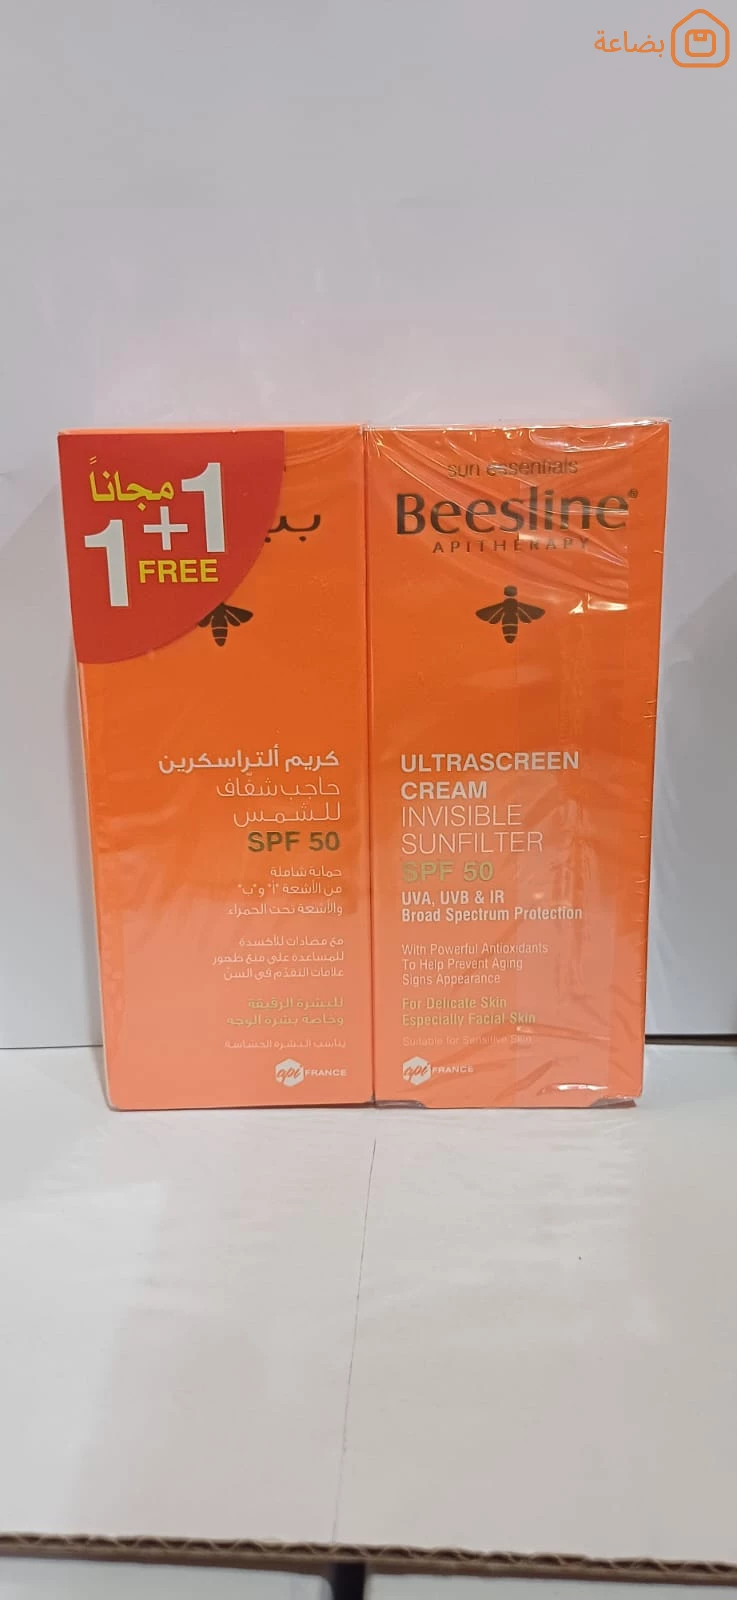 بضاعة
مجاناً
1+1
FREE
كريم ألتراسكرين
حاجب شفّاف
للشمس
SPF 50
حماية شاملة
من الأشعة "أ" و"ب"
والأشعة تحت الحمراء
مع مضادات للأكسدة
للمساعدة على منع ظهور
علامات التقدّم في السنّ
للبشرة الرقيقة
وخاصة بشرة الوجه
يناسب البشرة الحساسة
api FRANCE
sun essentials
Beesline®
APITHERAPY
ULTRASCREEN
CREAM
INVISIBLE
SUNFILTER
SPF 50
UVA, UVB & IR
Broad Spectrum Protection
With Powerful Antioxidants
To Help Prevent Aging
Signs Appearance
For Delicate Skin
Especially Facial Skin
Suitable for Sensitive Skin
api FRANCE